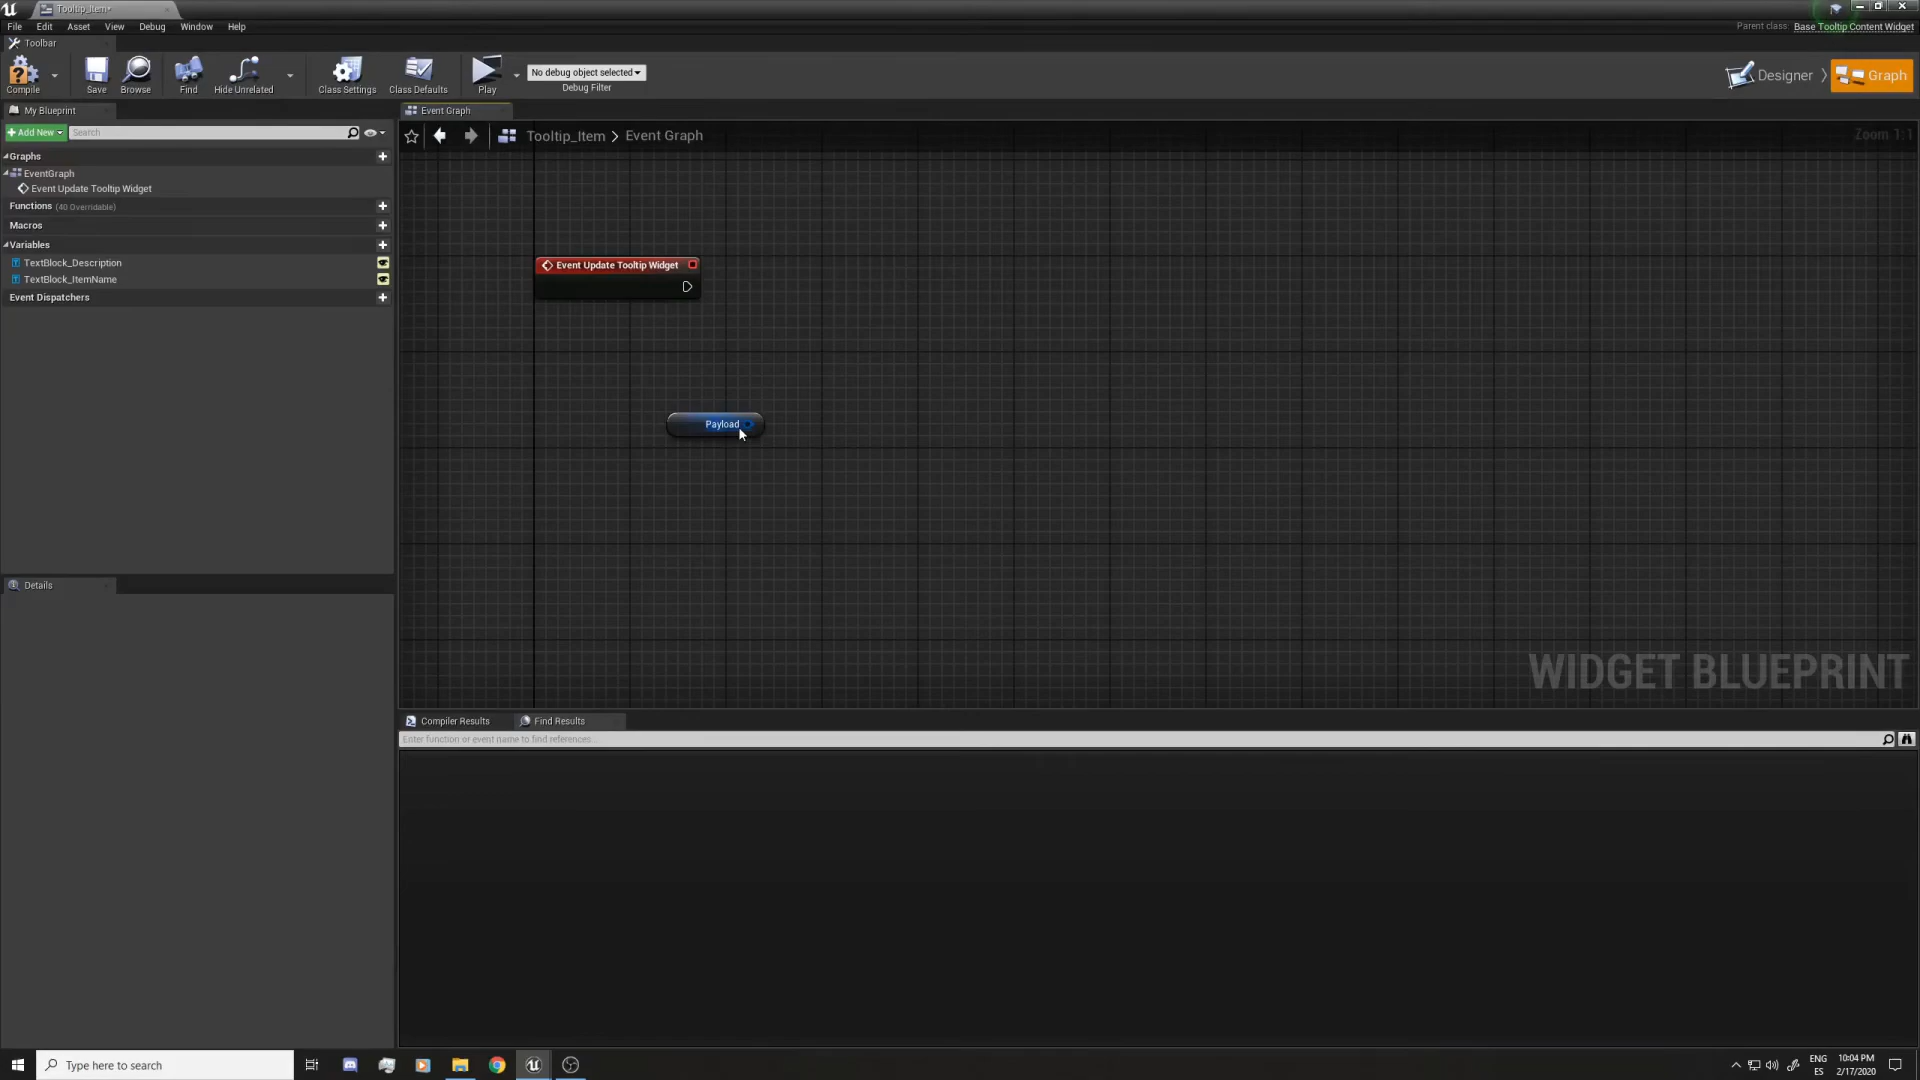 Tooltip_Item*
File Edit Asset View Debug Window Help
Parent class: Base Tooltip Content Widget
Toolbar
Compile Save Browse Find Hide Unrelated Class Settings Class Defaults Play
No debug object selected
Debug Filter
Designer Graph
My Blueprint
Event Graph
+ Add New Search
Tooltip_Item > Event Graph
Zoom 1:1
Graphs
EventGraph
Event Update Tooltip Widget
Functions (40 Overridable)
Macros
Variables
TextBlock_Description
TextBlock_ItemName
Event Dispatchers
Event Update Tooltip Widget
Payload
WIDGET BLUEPRINT
Details
Compiler Results Find Results
Enter function or event name to find references...
Type here to search
ENG
ES
10:04 PM
2/17/2020